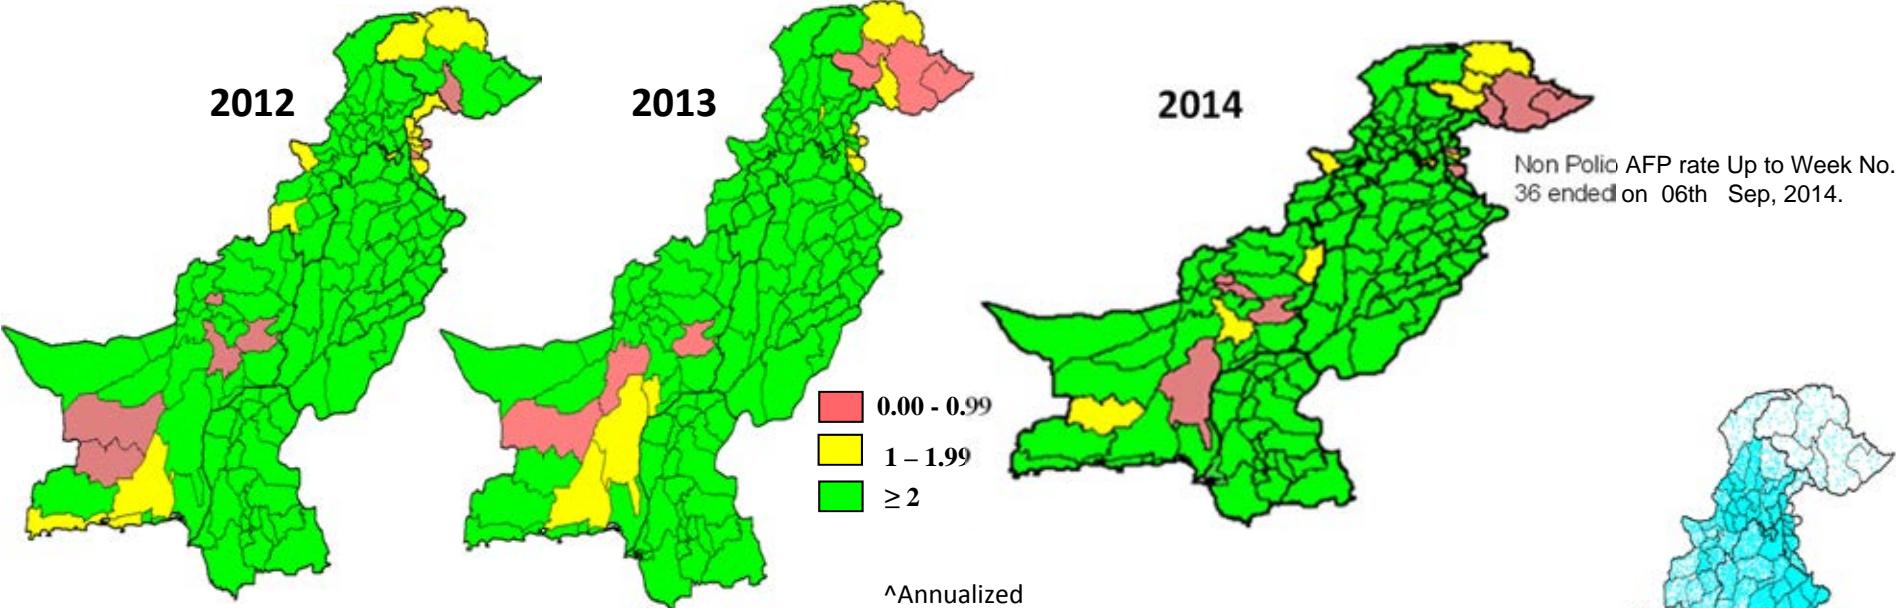 2012
2013
2014
Non Polio AFP rate Up to Week No.
36 ended on 06th Sep, 2014.
0.00 - 0.99
1 – 1.99
≥ 2
^Annualized